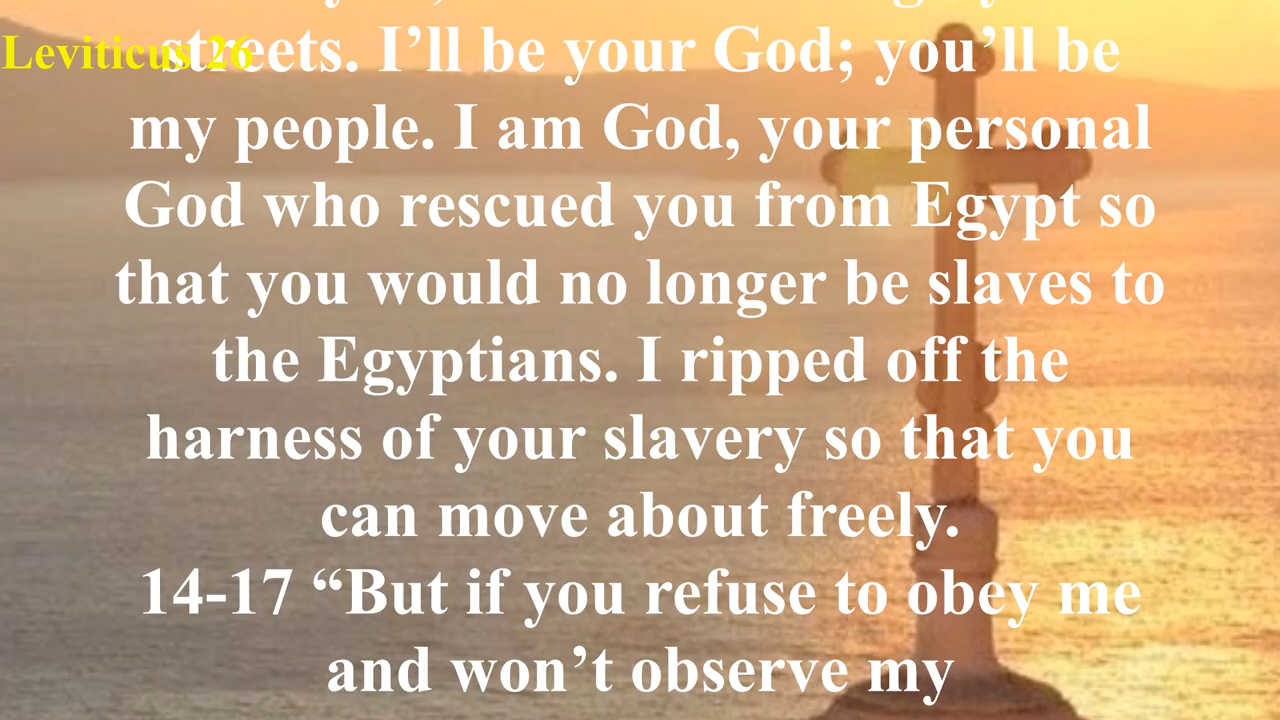 Leviticus 26
streets. I’ll be your God; you’ll be
my people. I am God, your personal
God who rescued you from Egypt so
that you would no longer be slaves to
the Egyptians. I ripped off the
harness of your slavery so that you
can move about freely.
14-17 “But if you refuse to obey me
and won’t observe my